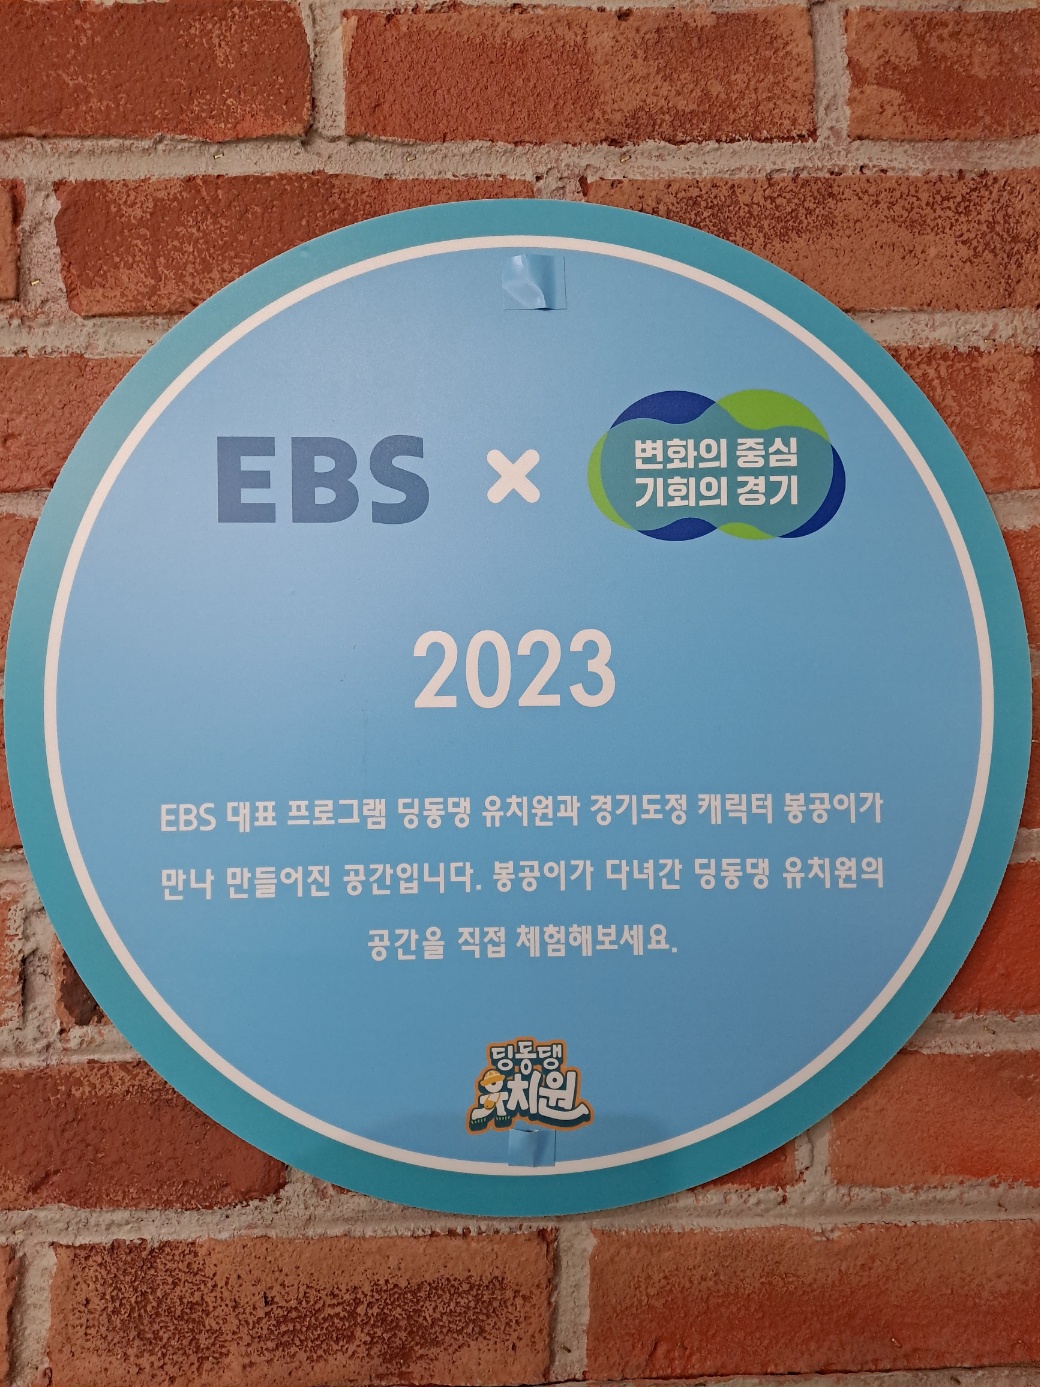 EBS × 변화의 중심
기회의 경기
2023
EBS 대표 프로그램 딩동댕 유치원과 경기도정 캐릭터 봉공이가
만나 만들어진 공간입니다. 봉공이가 다녀간 딩동댕 유치원의
공간을 직접 체험해보세요.
딩동댕
유치원